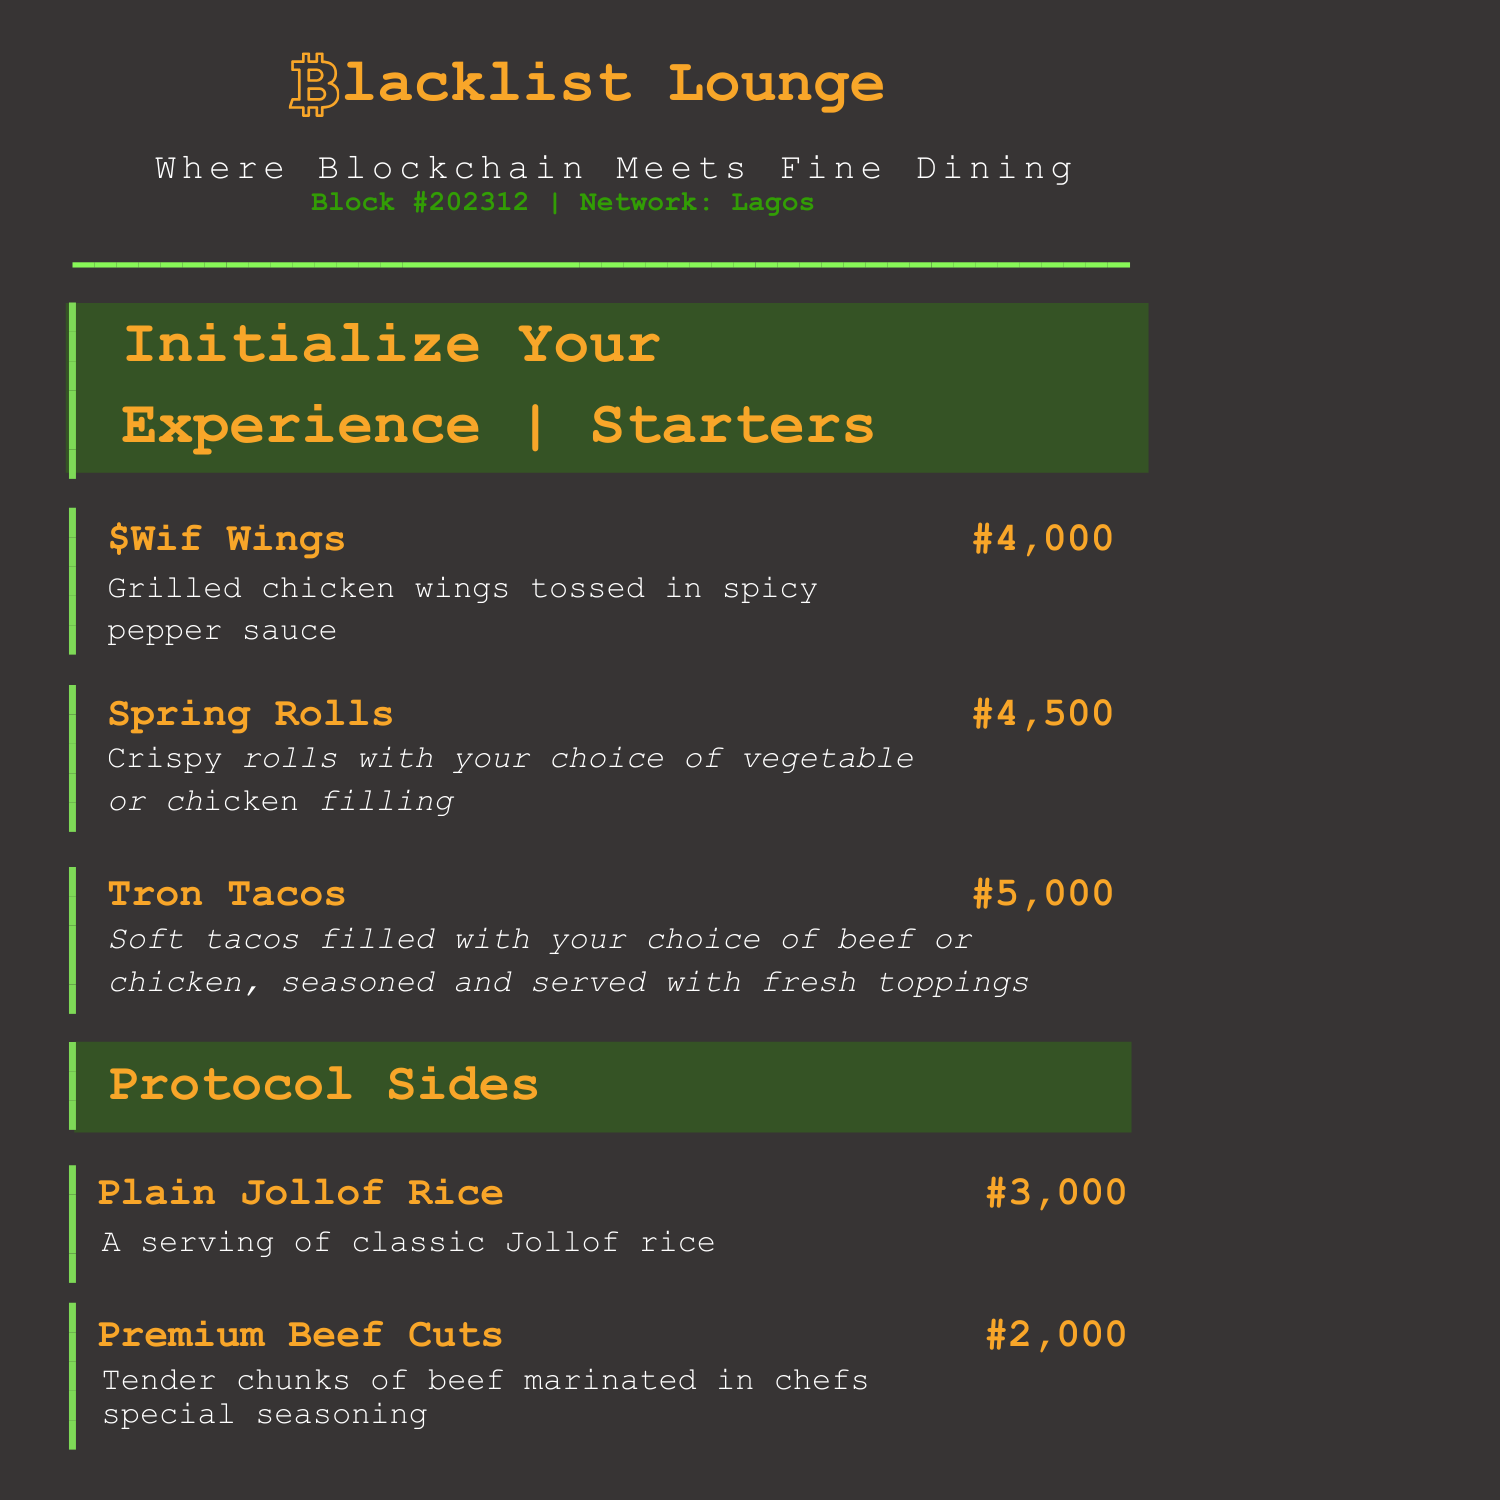 ₿lacklist Lounge
Where Blockchain Meets Fine Dining
Block #202312 | Network: Lagos
Initialize Your
Experience | Starters
$Wif Wings #4,000
Grilled chicken wings tossed in spicy
pepper sauce
Spring Rolls #4,500
Crispy rolls with your choice of vegetable
or chicken filling
Tron Tacos #5,000
Soft tacos filled with your choice of beef or
chicken, seasoned and served with fresh toppings
Protocol Sides
Plain Jollof Rice #3,000
A serving of classic Jollof rice
Premium Beef Cuts #2,000
Tender chunks of beef marinated in chefs
special seasoning